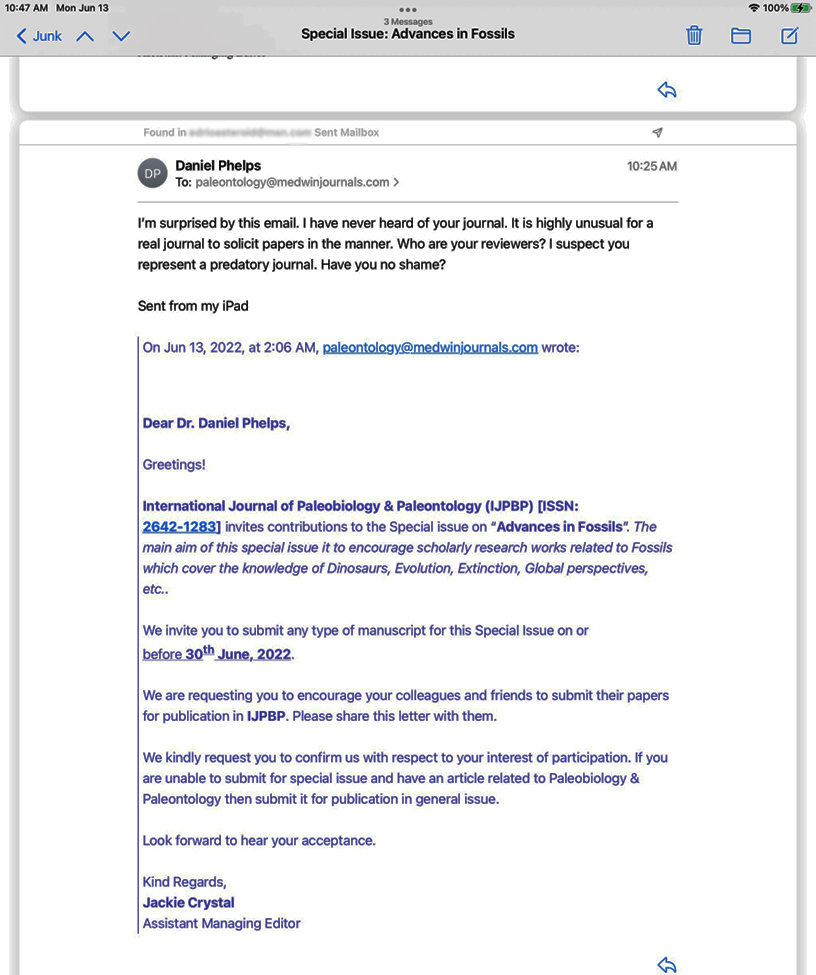 10:47 AM Mon Jun 13
100%
Junk
3 Messages
Special Issue: Advances in Fossils
Found in Sent Mailbox
DP
Daniel Phelps
10:25 AM
To: paleontology@medwinjournals.com >
I'm surprised by this email. I have never heard of your journal. It is highly unusual for a
real journal to solicit papers in the manner. Who are your reviewers? I suspect you
represent a predatory journal. Have you no shame?
Sent from my iPad
On Jun 13, 2022, at 2:06 AM, paleontology@medwinjournals.com wrote:
Dear Dr. Daniel Phelps,
Greetings!
International Journal of Paleobiology & Paleontology (IJPBP) [ISSN:
2642-1283] invites contributions to the Special issue on “Advances in Fossils”. The
main aim of this special issue it to encourage scholarly research works related to Fossils
which cover the knowledge of Dinosaurs, Evolution, Extinction, Global perspectives,
etc..
We invite you to submit any type of manuscript for this Special Issue on or
before 30th June, 2022.
We are requesting you to encourage your colleagues and friends to submit their papers
for publication in IJPBP. Please share this letter with them.
We kindly request you to confirm us with respect to your interest of participation. If you
are unable to submit for special issue and have an article related to Paleobiology &
Paleontology then submit it for publication in general issue.
Look forward to hear your acceptance.
Kind Regards,
Jackie Crystal
Assistant Managing Editor